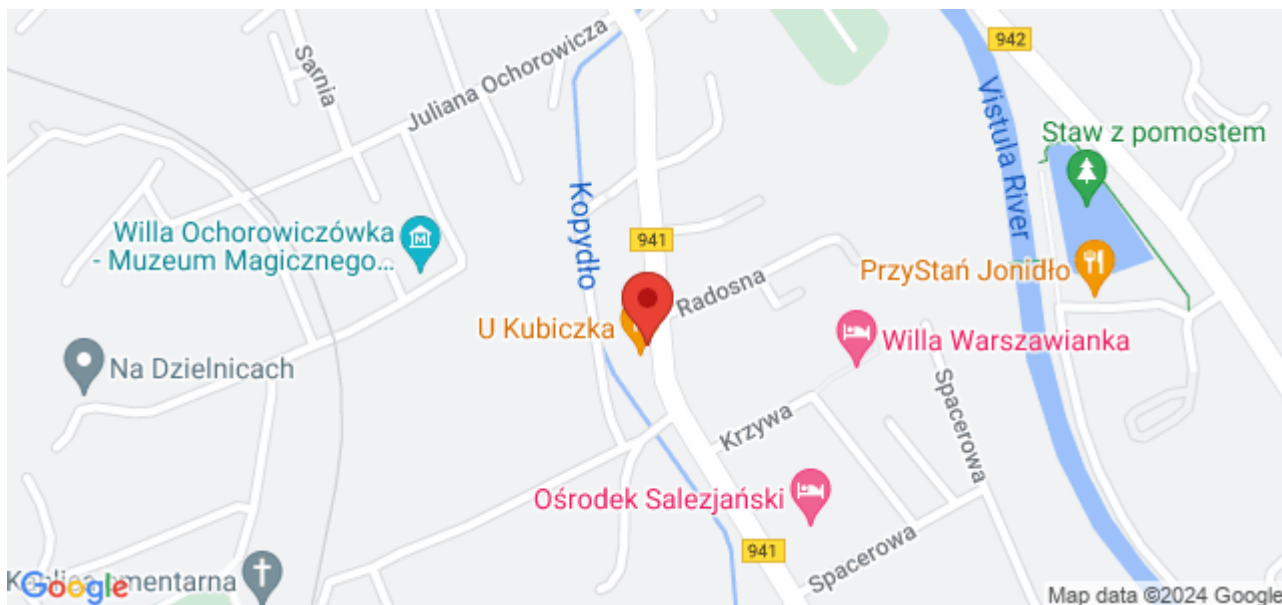 942
Sarnia
Juliana Ochorowicza
Vistula River
Staw z pomostem
Kopydło
Willa Ochorowiczówka
- Muzeum Magicznego...
941
PrzyStań Jonidło
Radosna
U Kubiczka
Willa Warszawianka
Na Dzielnicach
Spacerowa
Krzywa
Ośrodek Salezjański
941
Spacerowa
Google
Map data ©2024 Google